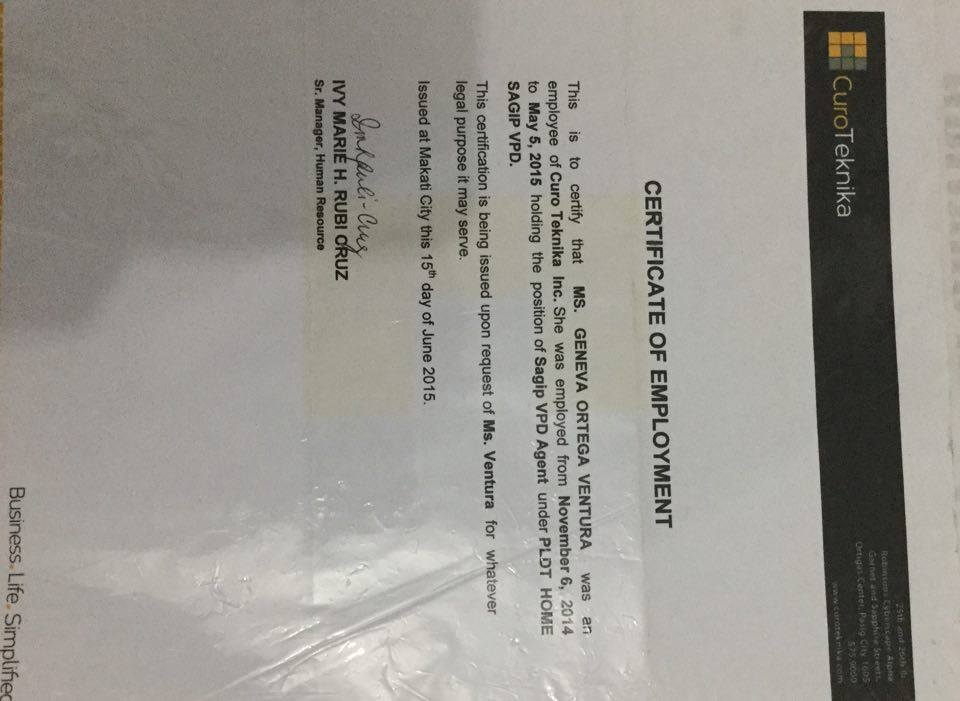 CuroTeknika
25th and 26th fl.
Robinsons Cyberscape Alpha
Garnet and Sapphire Streets,
Ortigas Center, Pasig City 1605
575.9050
www.curoteknika.com
CERTIFICATE OF EMPLOYMENT
This is to certify that MS. GENEVA ORTEGA VENTURA was an
employee of Curo Teknika Inc. She was employed from November 6, 2014
to May 5, 2015 holding the position of Sagip VPD Agent under PLDT HOME
SAGIP VPD.
This certification is being issued upon request of Ms. Ventura for whatever
legal purpose it may serve.
Issued at Makati City this 15th day of June 2015.
IVY MARIE H. RUBI CRUZ
Sr. Manager, Human Resource
Business. Life. Simplified